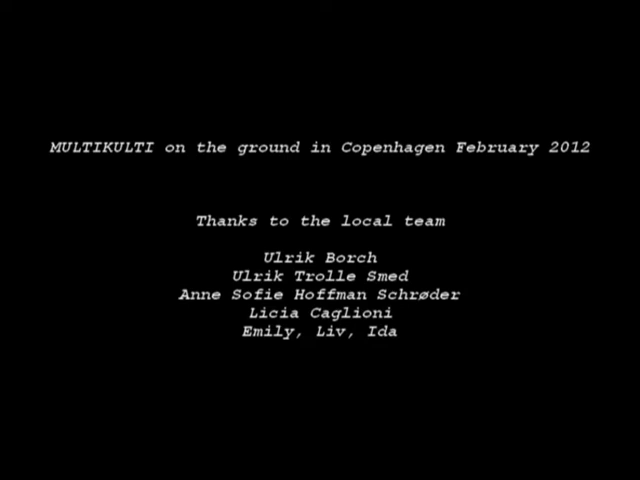 MULTIKULTI on the ground in Copenhagen February 2012
Thanks to the local team
Ulrik Borch
Ulrik Trolle Smed
Anne Sofie Hoffman Schrøder
Licia Caglioni
Emily, Liv, Ida